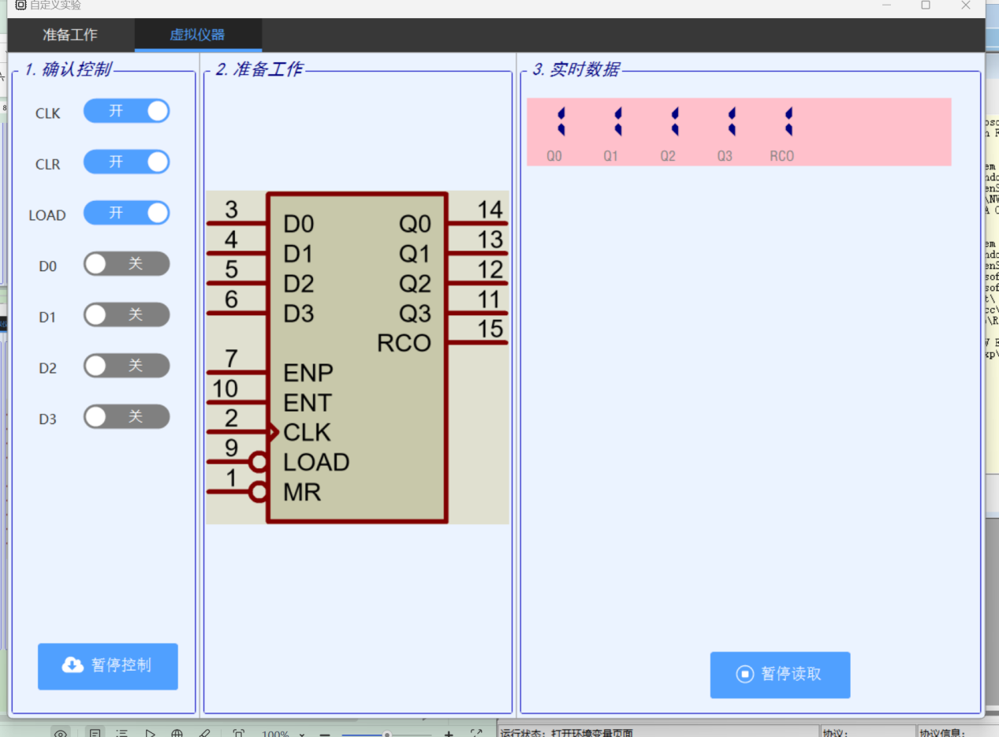 自定义实验
准备工作
虚拟仪器
1. 确认控制
CLK 开
CLR 开
LOAD 开
D0 关
D1 关
D2 关
D3 关
暂停控制
2. 准备工作
3 D0 Q0 14
4 D1 Q1 13
5 D2 Q2 12
6 D3 Q3 11
RCO 15
7 ENP
10 ENT
2 CLK
9 LOAD
1 MR
3. 实时数据
1 1 1 1 1
Q0 Q1 Q2 Q3 RCO
暂停读取
100%
运行状态: 打开环境变量页面
协议:
协议信息: